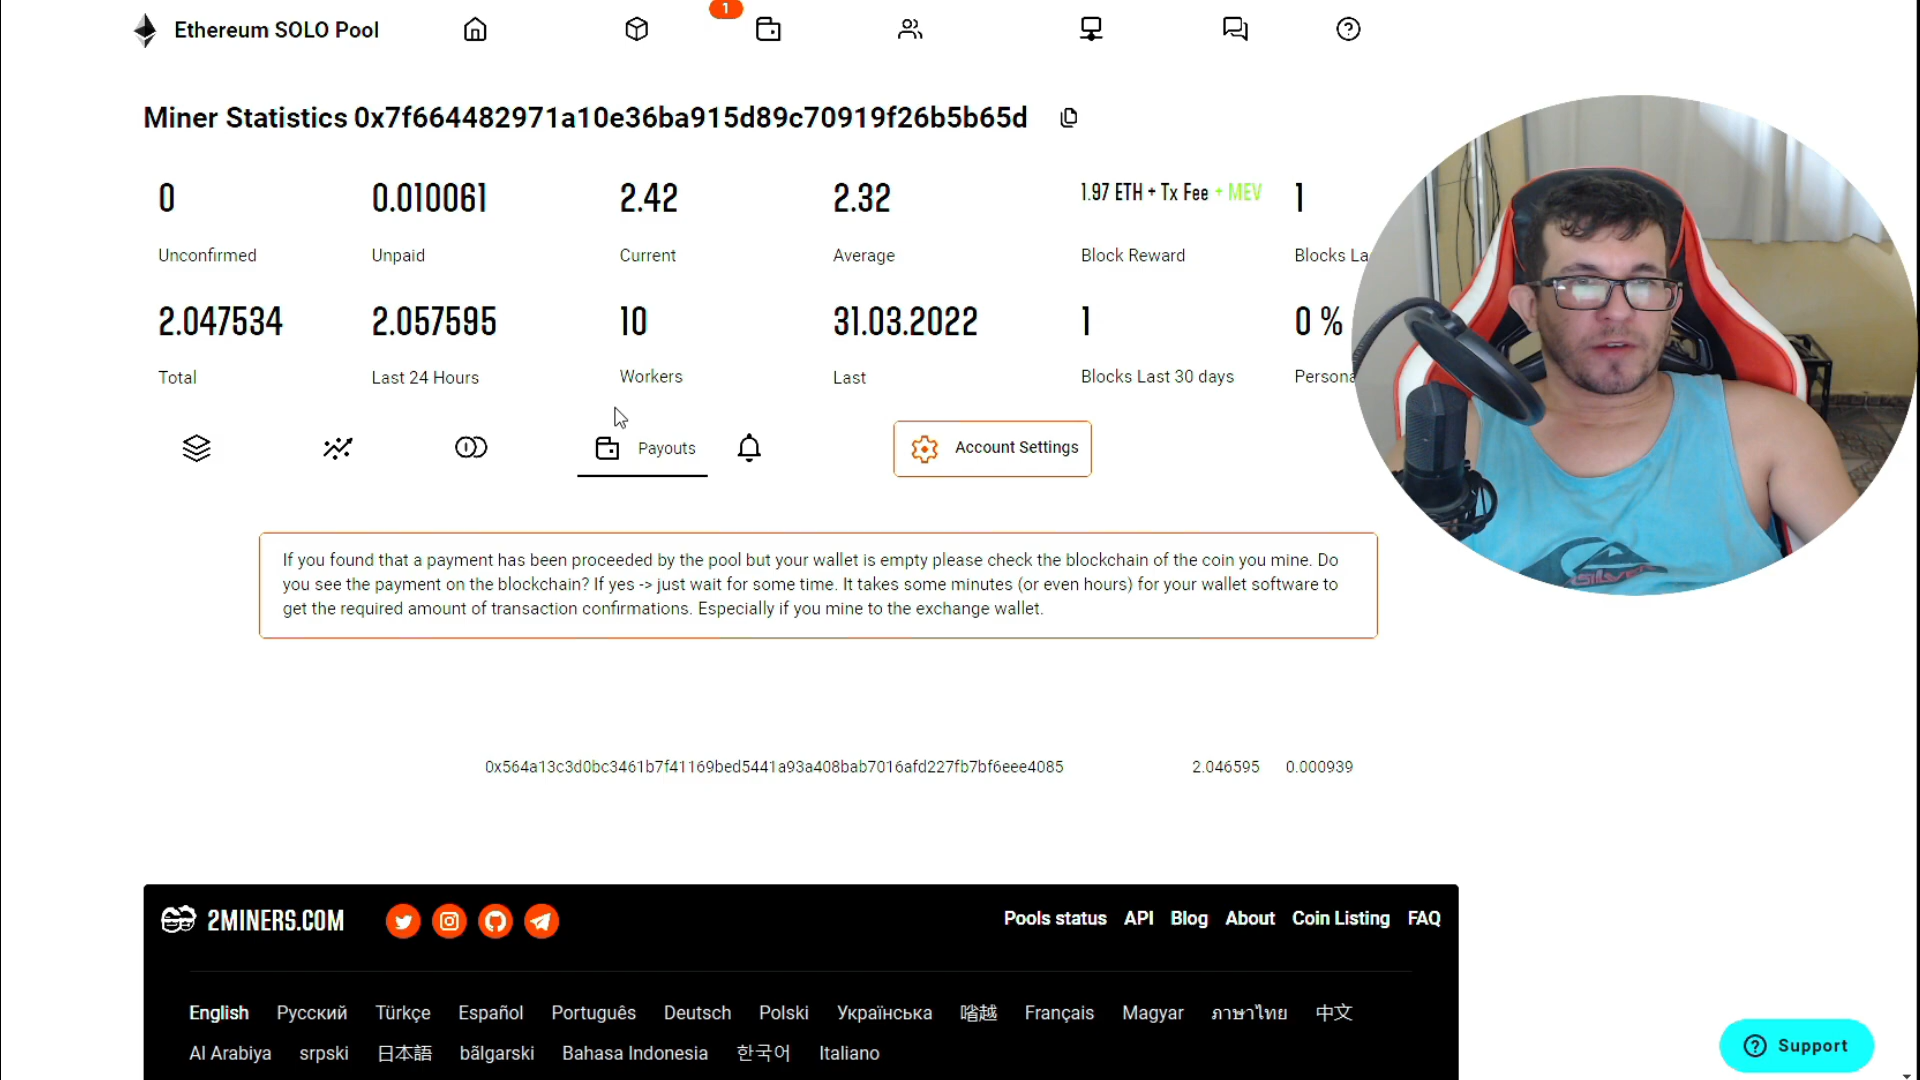 Ethereum SOLO Pool
1
Miner Statistics 0x7f664482971a10e36ba915d89c70919f26b5b65d
0
0.010061
2.42
2.32
1.97 ETH + Tx Fee + MEV
1
Unconfirmed
Unpaid
Current
Average
Block Reward
Blocks La
2.047534
2.057595
10
31.03.2022
1
0 %
Total
Last 24 Hours
Workers
Last
Blocks Last 30 days
Persona
Payouts
Account Settings
If you found that a payment has been proceeded by the pool but your wallet is empty please check the blockchain of the coin you mine. Do
you see the payment on the blockchain? If yes -> just wait for some time. It takes some minutes (or even hours) for your wallet software to
get the required amount of transaction confirmations. Especially if you mine to the exchange wallet.
0x564a13c3d0bc3461b7f41169bed5441a93a408bab7016afd227fb7bf6eee4085
2.046595
0.000939
2MINERS.COM
Pools status API Blog About Coin Listing FAQ
English Русский Türkçe Español Português Deutsch Polski Українська 㗂越 Français Magyar ภาษาไทย 中文
Al Arabiya srpski 日本語 bãlgarski Bahasa Indonesia 한국어 Italiano
Support